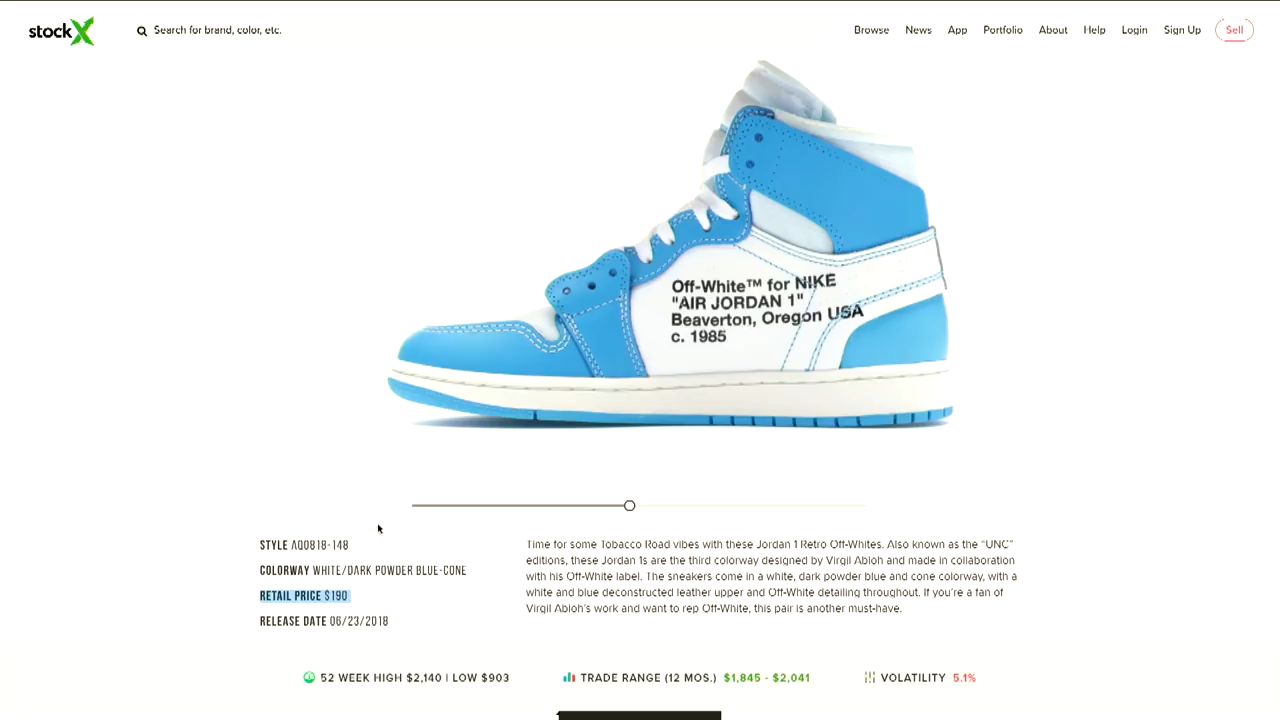 stockX
Search for brand, color, etc.
Browse News App Portfolio About Help Login Sign Up Sell
Off-White™ for NIKE
"AIR JORDAN 1"
Beaverton, Oregon USA
c. 1985
STYLE AQ0818-148
COLORWAY WHITE/DARK POWDER BLUE-CONE
RETAIL PRICE $190
RELEASE DATE 06/23/2018
Time for some Tobacco Road vibes with these Jordan 1 Retro Off-Whites. Also known as the “UNC”
editions, these Jordan 1s are the third colorway designed by Virgil Abloh and made in collaboration
with his Off-White label. The sneakers come in a white, dark powder blue and cone colorway, with a
white and blue deconstructed leather upper and Off-White detailing throughout. If you’re a fan of
Virgil Abloh’s work and want to rep Off-White, this pair is another must-have.
52 WEEK HIGH $2,140 | LOW $903 TRADE RANGE (12 MOS.) $1,845 - $2,041 VOLATILITY 5.1%